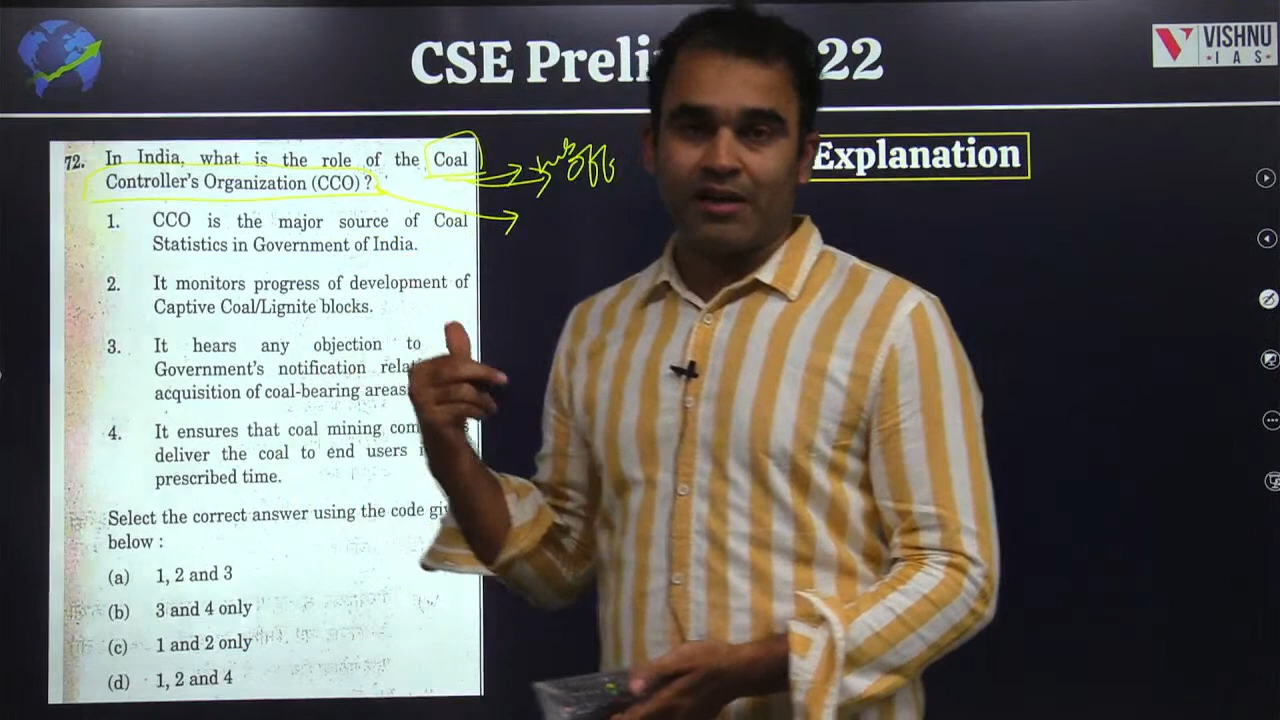 CSE Preli 22
VISHNU
IAS
Explanation
72. In India, what is the role of the Coal
Controller's Organization (CCO) ?
1. CCO is the major source of Coal
Statistics in Government of India.
2. It monitors progress of development of
Captive Coal/Lignite blocks.
3. It hears any objection to
Government's notification
acquisition of coal-bearing areas
4. It ensures that coal mining
deliver the coal to end users
prescribed time.
Select the correct answer using the code
below :
(a) 1, 2 and 3
(b) 3 and 4 only
(c) 1 and 2 only
(d) 1, 2 and 4